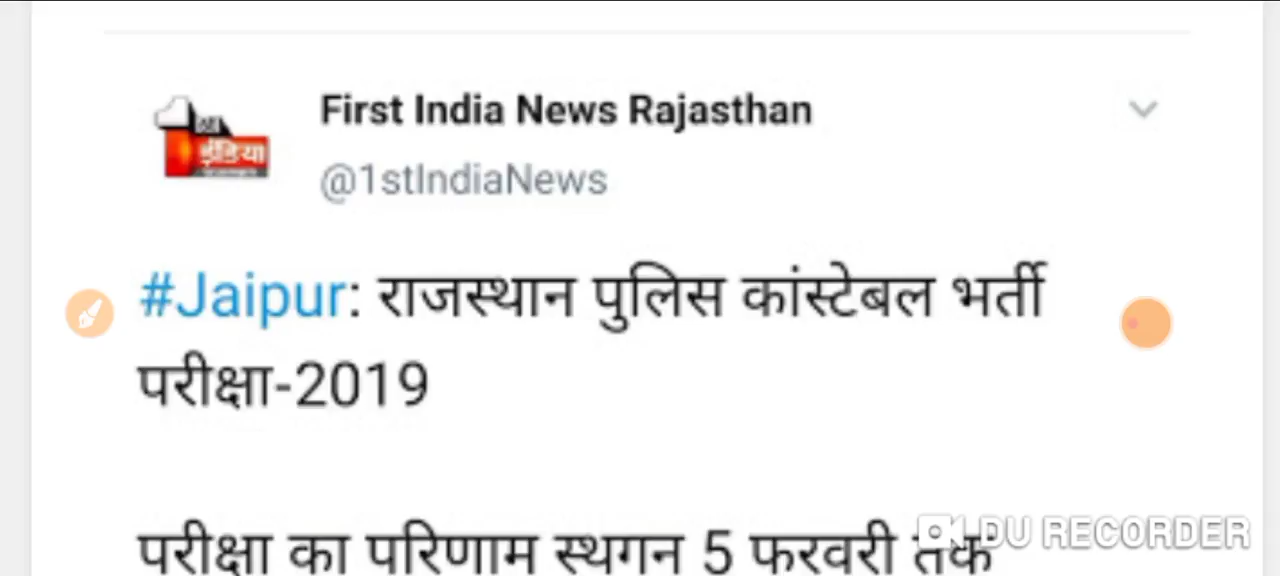 First India News Rajasthan
इंडिया
@1stIndiaNews
#Jaipur: राजस्थान पुलिस कांस्टेबल भर्ती
परीक्षा-2019
परीक्षा का परिणाम स्थगन 5 फरवरी तक
DU RECORDER